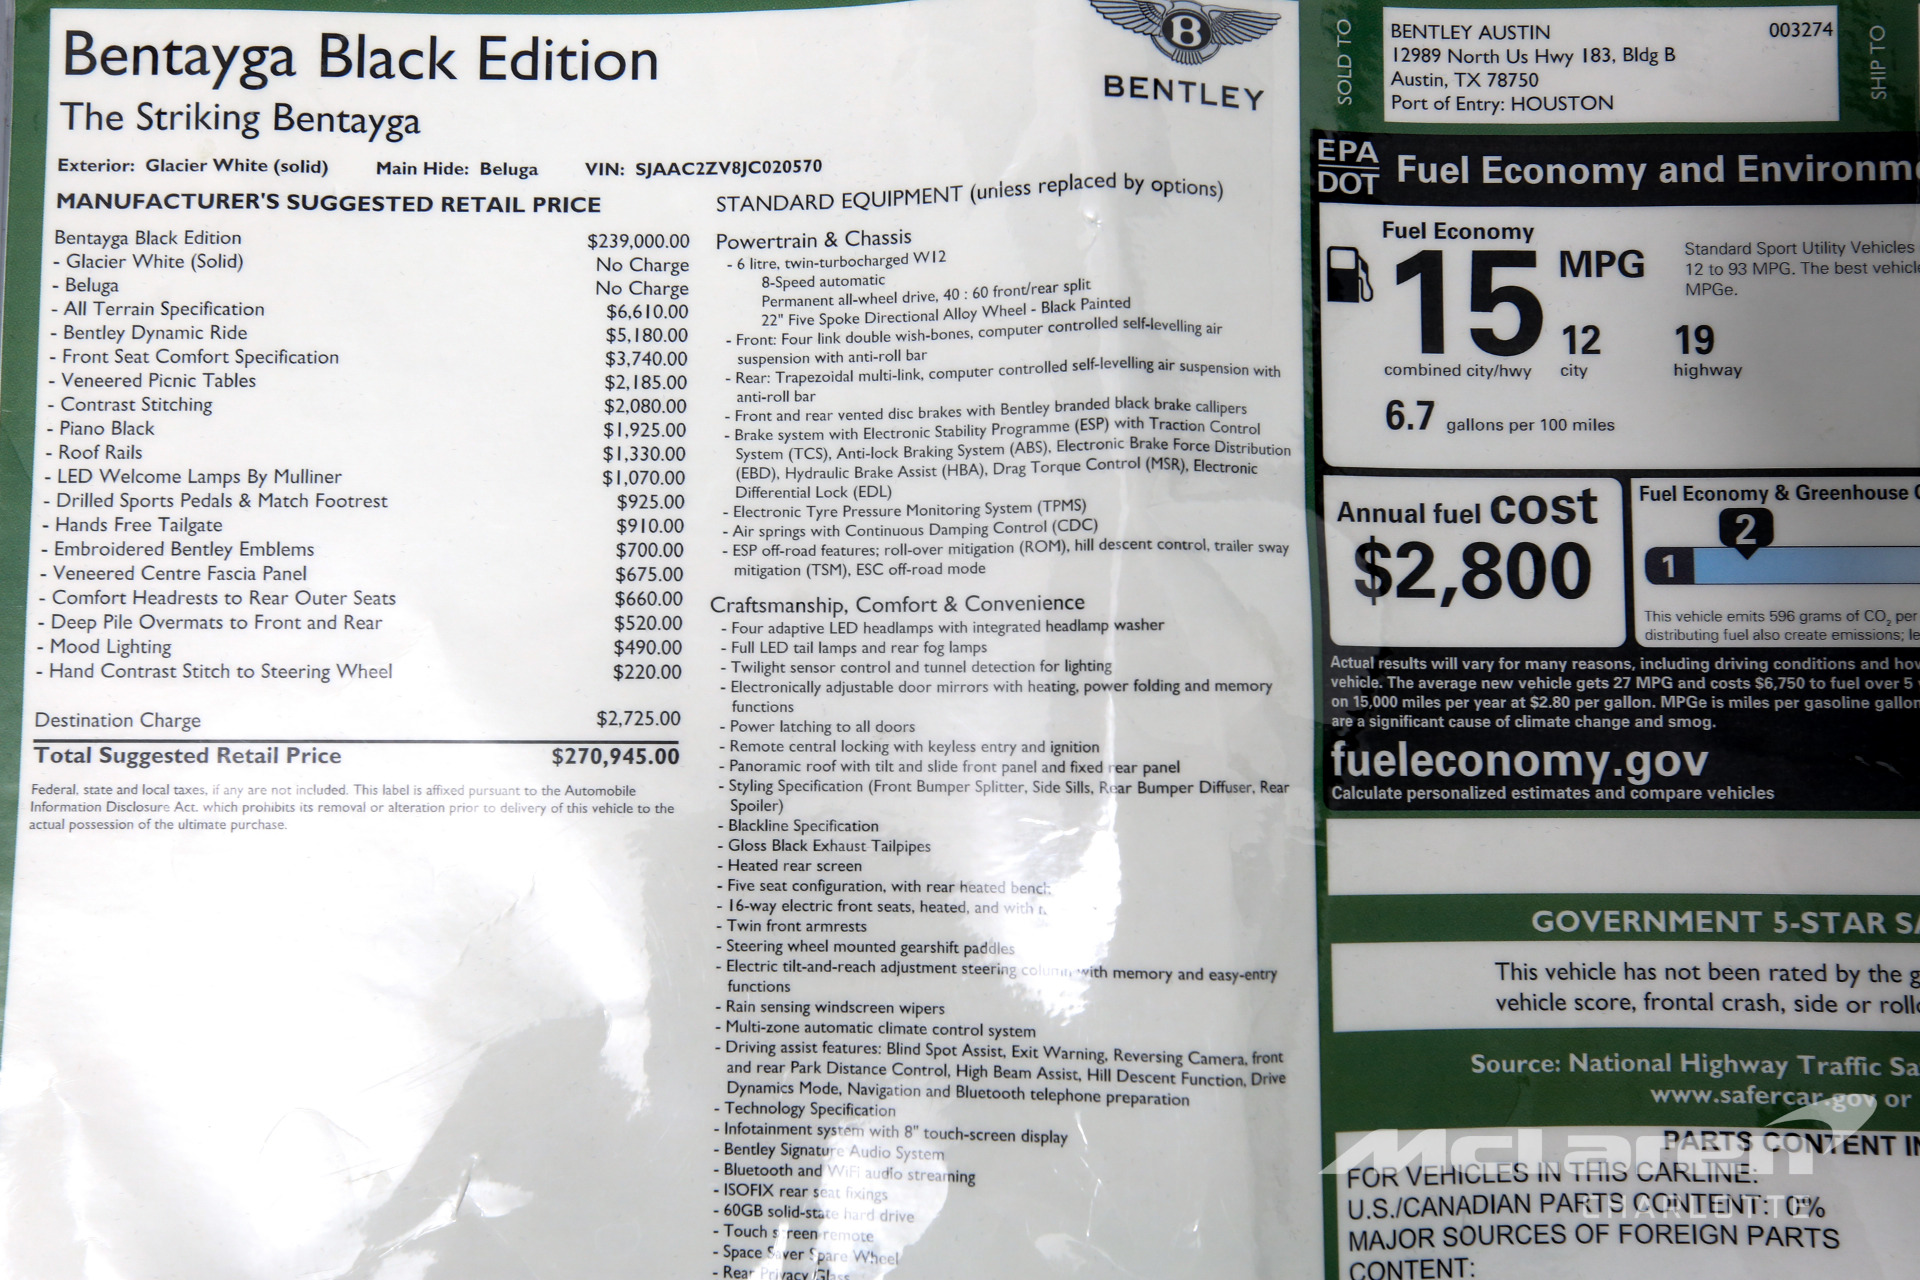 Bentayga Black Edition
The Striking Bentayga
Exterior: Glacier White (solid) Main Hide: Beluga VIN: SJAAC2ZV8JC020570
B
BENTLEY
MANUFACTURER'S SUGGESTED RETAIL PRICE
Bentayga Black Edition $239,000.00
- Glacier White (Solid) No Charge
- Beluga No Charge
- All Terrain Specification $6,610.00
- Bentley Dynamic Ride $5,180.00
- Front Seat Comfort Specification $3,740.00
- Veneered Picnic Tables $2,185.00
- Contrast Stitching $2,080.00
- Piano Black $1,925.00
- Roof Rails $1,330.00
- LED Welcome Lamps By Mulliner $1,070.00
- Drilled Sports Pedals & Match Footrest $925.00
- Hands Free Tailgate $910.00
- Embroidered Bentley Emblems $700.00
- Veneered Centre Fascia Panel $675.00
- Comfort Headrests to Rear Outer Seats $660.00
- Deep Pile Overmats to Front and Rear $520.00
- Mood Lighting $490.00
- Hand Contrast Stitch to Steering Wheel $220.00
Destination Charge $2,725.00
Total Suggested Retail Price $270,945.00
Federal, state and local taxes, if any are not included. This label is affixed pursuant to the Automobile
Information Disclosure Act, which prohibits its removal or alteration prior to delivery of this vehicle to the
actual possession of the ultimate purchase.
STANDARD EQUIPMENT (unless replaced by options)
Powertrain & Chassis
- 6 litre, twin-turbocharged W12
8-Speed automatic
Permanent all-wheel drive, 40 : 60 front/rear split
22" Five Spoke Directional Alloy Wheel - Black Painted
- Front: Four link double wish-bones, computer controlled self-levelling air
suspension with anti-roll bar
- Rear: Trapezoidal multi-link, computer controlled self-levelling air suspension with
anti-roll bar
- Front and rear vented disc brakes with Bentley branded black brake callipers
- Brake system with Electronic Stability Programme (ESP) with Traction Control
System (TCS), Anti-lock Braking System (ABS), Electronic Brake Force Distribution
(EBD), Hydraulic Brake Assist (HBA), Drag Torque Control (MSR), Electronic
Differential Lock (EDL)
- Electronic Tyre Pressure Monitoring System (TPMS)
- Air springs with Continuous Damping Control (CDC)
- ESP off-road features; roll-over mitigation (ROM), hill descent control, trailer sway
mitigation (TSM), ESC off-road mode
Craftsmanship, Comfort & Convenience
- Four adaptive LED headlamps with integrated headlamp washer
- Full LED tail lamps and rear fog lamps
- Twilight sensor control and tunnel detection for lighting
- Electronically adjustable door mirrors with heating, power folding and memory
functions
- Power latching to all doors
- Remote central locking with keyless entry and ignition
- Panoramic roof with tilt and slide front panel and fixed rear panel
- Styling Specification (Front Bumper Splitter, Side Sills, Rear Bumper Diffuser, Rear
Spoiler)
- Blackline Specification
- Gloss Black Exhaust Tailpipes
- Heated rear screen
- Five seat configuration, with rear heated bench
- 16-way electric front seats, heated, and with
- Twin front armrests
- Steering wheel mounted gearshift paddles
- Electric tilt-and-reach adjustment steering column with memory and easy-entry
functions
- Rain sensing windscreen wipers
- Multi-zone automatic climate control system
- Driving assist features: Blind Spot Assist, Exit Warning, Reversing Camera, front
and rear Park Distance Control, High Beam Assist, Hill Descent Function, Drive
Dynamics Mode, Navigation and Bluetooth telephone preparation
- Technology Specification
- Infotainment system with 8" touch-screen display
- Bentley Signature Audio System
- Bluetooth and WiFi audio streaming
- ISOFIX rear seat fixings
- 60GB solid-state hard drive
- Touch screen remote
- Space Saver Spare Wheel
- Rear Privacy Glass
SOLD TO
BENTLEY AUSTIN 003274
12989 North Us Hwy 183, Bldg B
Austin, TX 78750
Port of Entry: HOUSTON
SHIP TO
EPA
DOT
Fuel Economy and Environm
Fuel Economy
15 MPG
combined city/hwy
12
city
19
highway
6.7 gallons per 100 miles
Standard Sport Utility Vehicles
12 to 93 MPG. The best vehicle
MPGe.
Annual fuel cost
$2,800
Fuel Economy & Greenhouse G
2
1
This vehicle emits 596 grams of CO2 per
distributing fuel also create emissions; le
Actual results will vary for many reasons, including driving conditions and how
vehicle. The average new vehicle gets 27 MPG and costs $6,750 to fuel over 5
on 15,000 miles per year at $2.80 per gallon. MPGe is miles per gasoline gallon
are a significant cause of climate change and smog.
fueleconomy.gov
Calculate personalized estimates and compare vehicles
GOVERNMENT 5-STAR SA
This vehicle has not been rated by the g
vehicle score, frontal crash, side or rollo
Source: National Highway Traffic Sa
www.safercar.gov or
PARTS CONTENT IN
FOR VEHICLES IN THIS CARLINE:
U.S./CANADIAN PARTS CONTENT: 0%
MAJOR SOURCES OF FOREIGN PARTS
CONTENT:
McLaren
CHARLOTTE